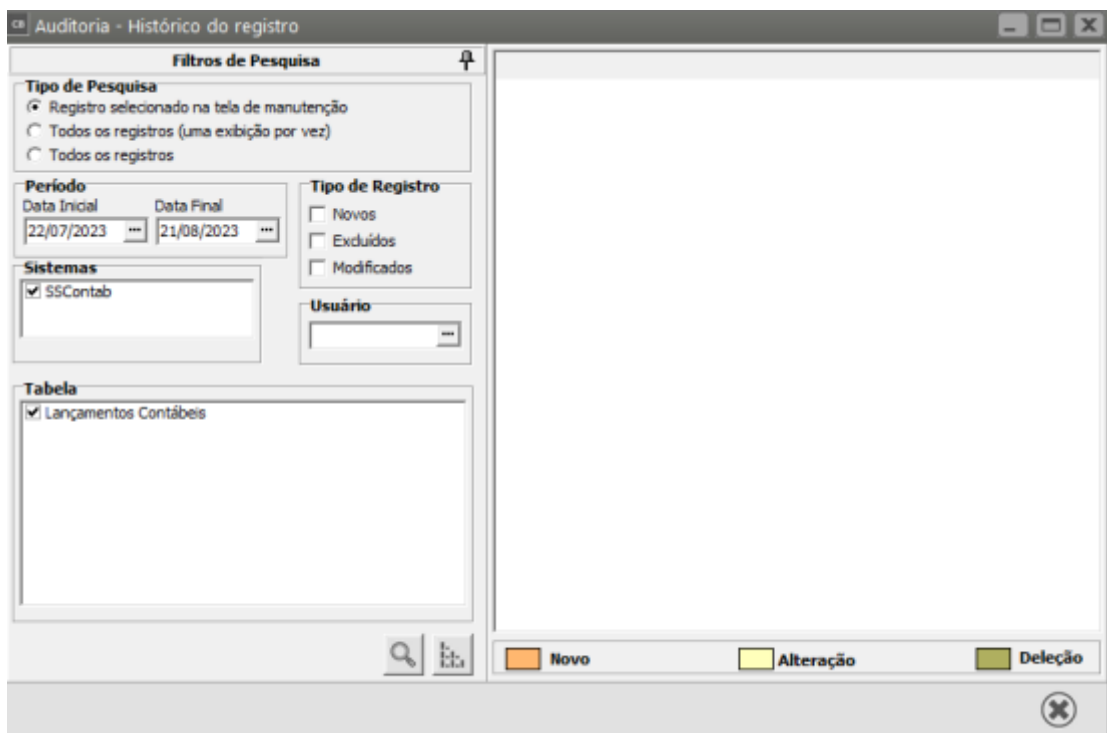 CB Auditoria - Histórico do registro
Filtros de Pesquisa
Tipo de Pesquisa
Registro selecionado na tela de manutenção
Todos os registros (uma exibição por vez)
Todos os registros
Período
Data Inicial Data Final
22/07/2023 ... 21/08/2023 ...
Tipo de Registro
Novos
Excluídos
Modificados
Sistemas
SSContab
Usuário
...
Tabela
Lançamentos Contábeis
Novo Alteração Deleção